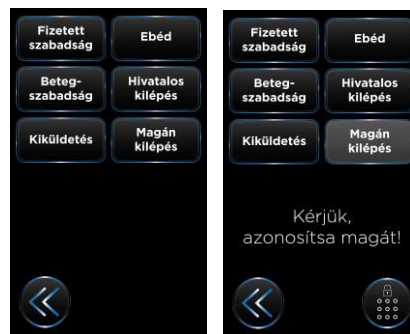 Fizetett
szabadság
Ebéd
Beteg-
szabadság
Hivatalos
kilépés
Kiküldetés
Magán
kilépés
Fizetett
szabadság
Ebéd
Beteg-
szabadság
Hivatalos
kilépés
Kiküldetés
Magán
kilépés
Kérjük,
azonosítsa magát!